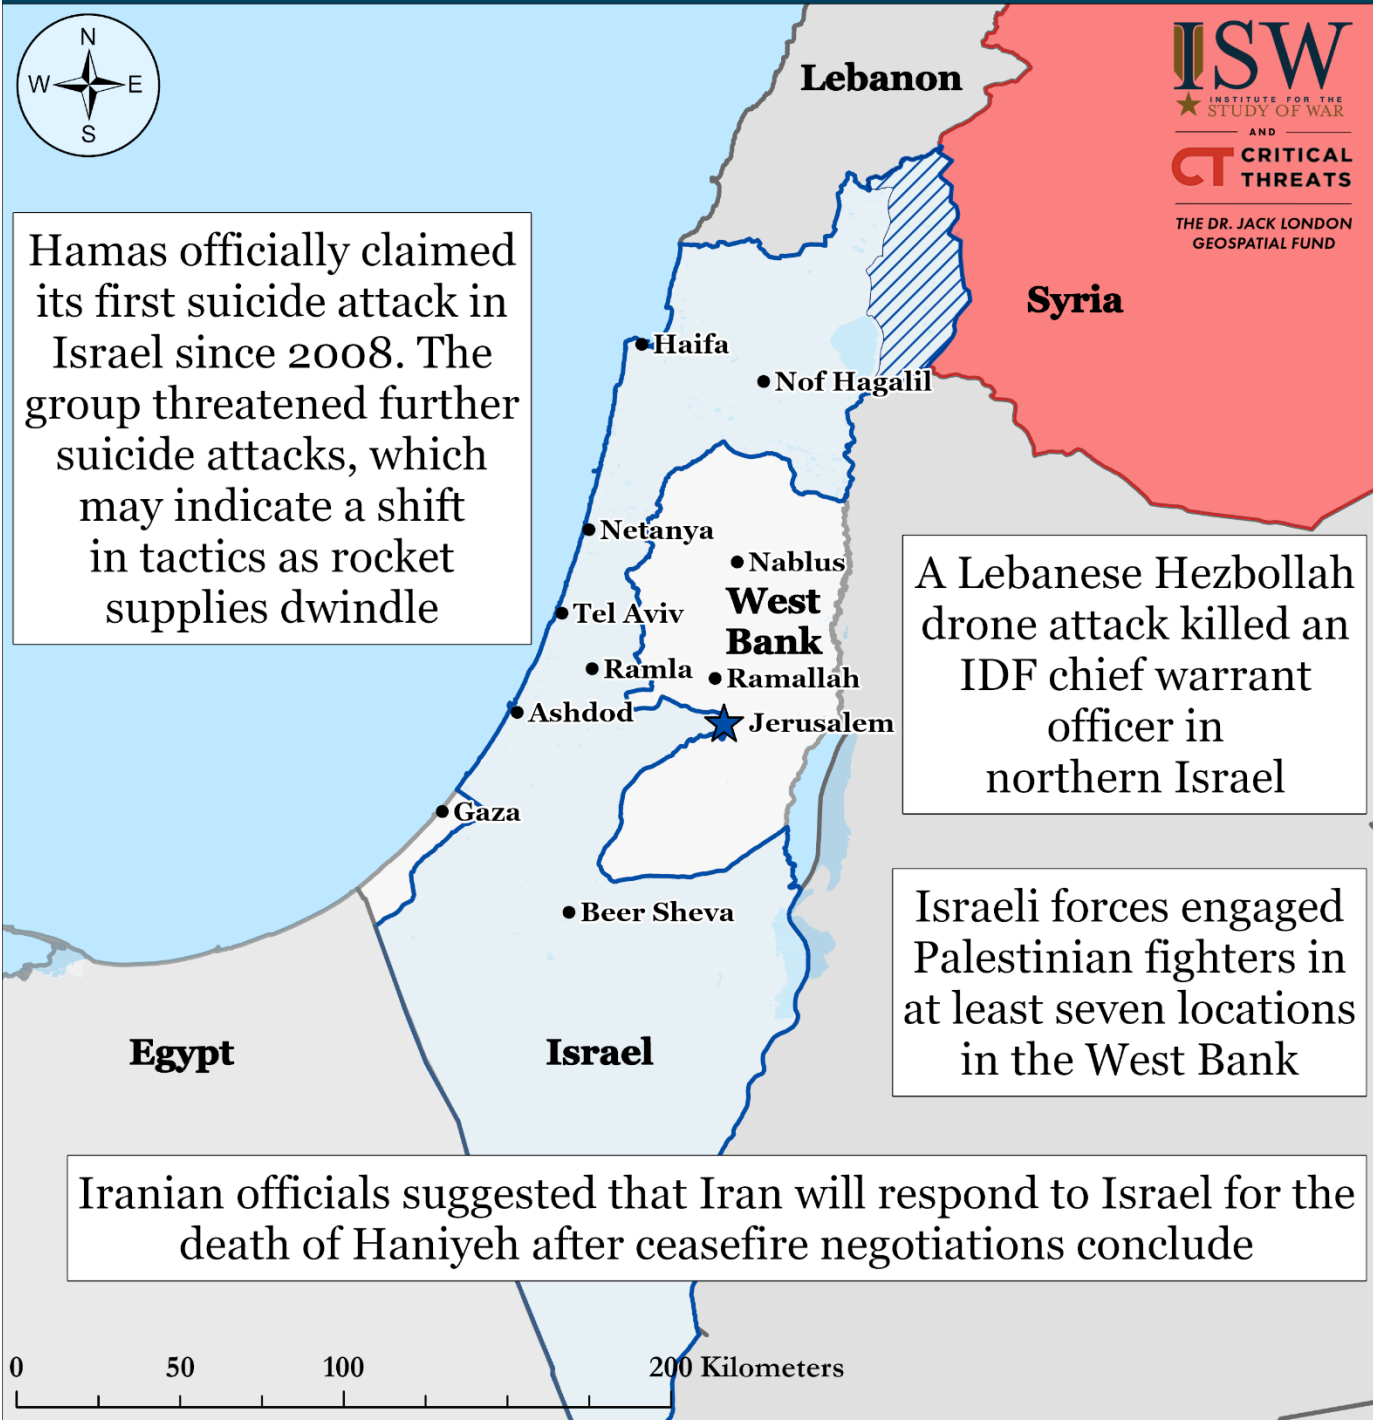 N
W
E
S
Lebanon
ISW
INSTITUTE FOR THE
STUDY OF WAR
AND
CT CRITICAL
THREATS
THE DR. JACK LONDON
GEOSPATIAL FUND
Hamas officially claimed
its first suicide attack in
Israel since 2008. The
group threatened further
suicide attacks, which
may indicate a shift
in tactics as rocket
supplies dwindle
Syria
Haifa
Nof Hagalil
Netanya
Nablus
West
Bank
Tel Aviv
Ramla
Ramallah
Ashdod
Jerusalem
Gaza
Beer Sheva
A Lebanese Hezbollah
drone attack killed an
IDF chief warrant
officer in
northern Israel
Israeli forces engaged
Palestinian fighters in
at least seven locations
in the West Bank
Egypt
Israel
Iranian officials suggested that Iran will respond to Israel for the
death of Haniyeh after ceasefire negotiations conclude
0 50 100 200 Kilometers